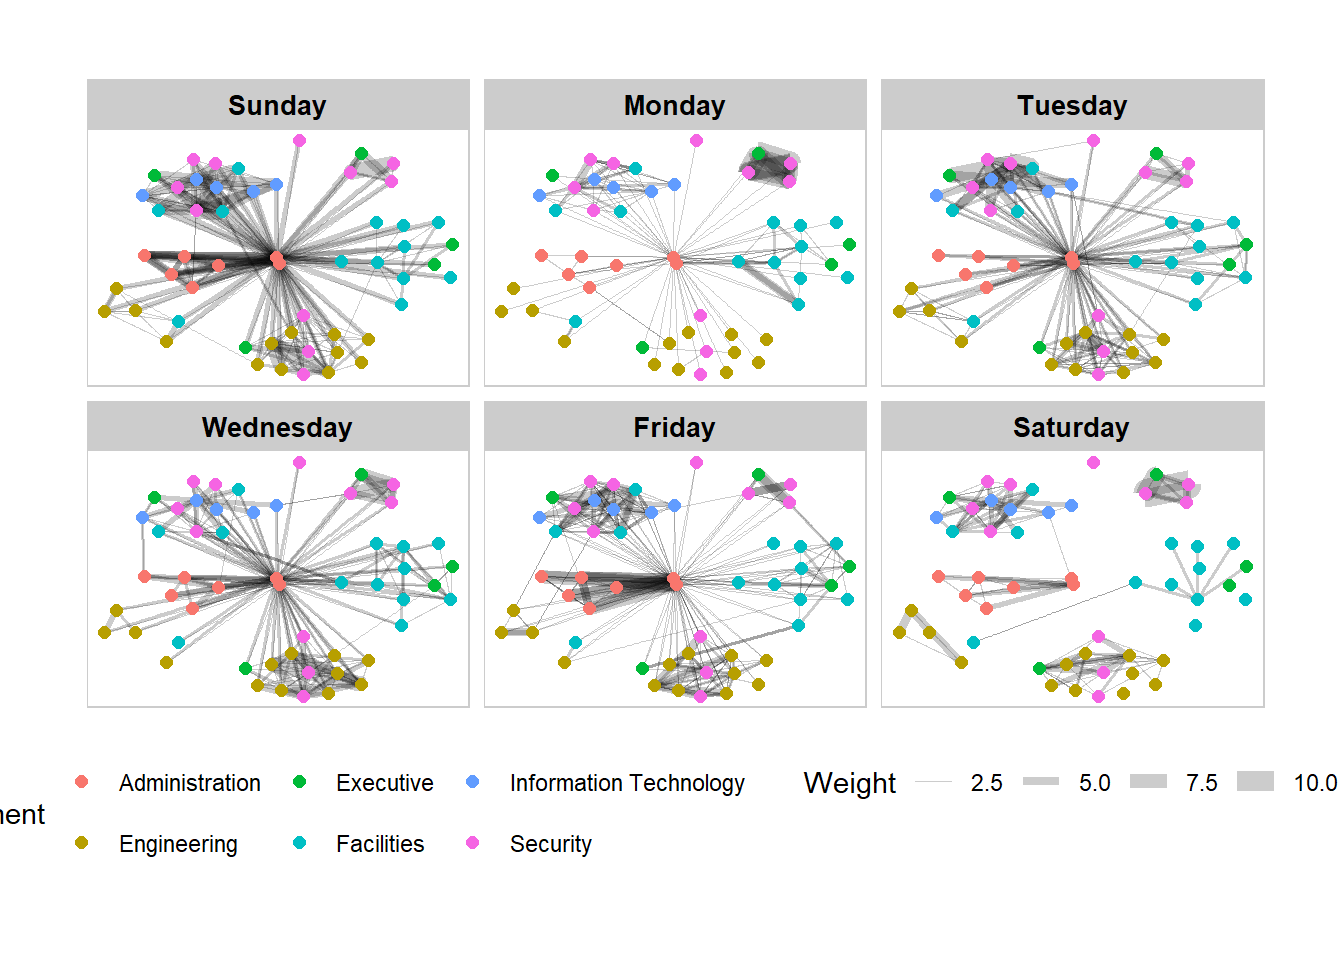 Sunday
Monday
Tuesday
Wednesday
Friday
Saturday
Administration
Executive
Information Technology
Engineering
Facilities
Security
Weight
2.5
5.0
7.5
10.0